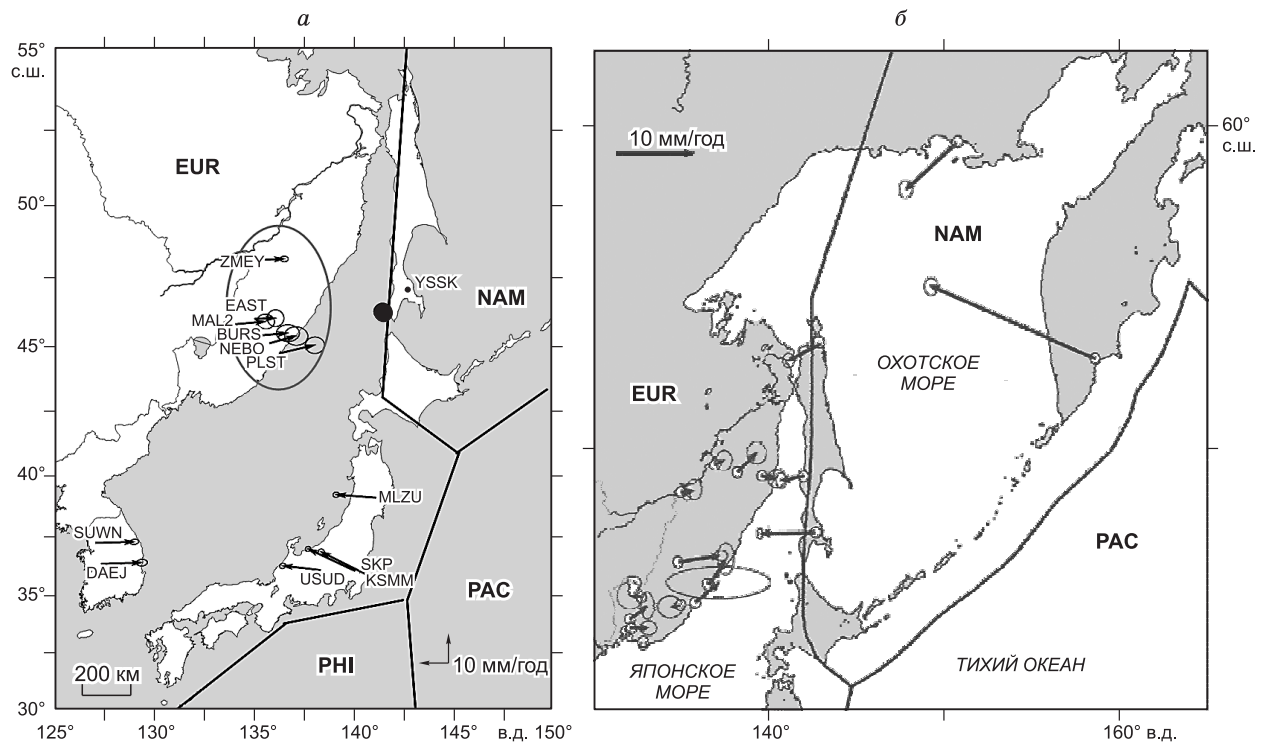 а
55°
с.ш.
50°
45°
40°
35°
30°
125°
130°
135°
140°
145°
в.д. 150°
EUR
ZMEY
EAST
MAL2
BURS
NEBO
PLST
YSSK
NAM
MLZU
SUWN
DAEJ
USUD
SKP
KSMM
PAC
PHI
200 км
10 мм/год
б
10 мм/год
60°
с.ш.
NAM
ОХОТСКОЕ
МОРЕ
EUR
PAC
ЯПОНСКОЕ
МОРЕ
ТИХИЙ ОКЕАН
140°
160° в.д.